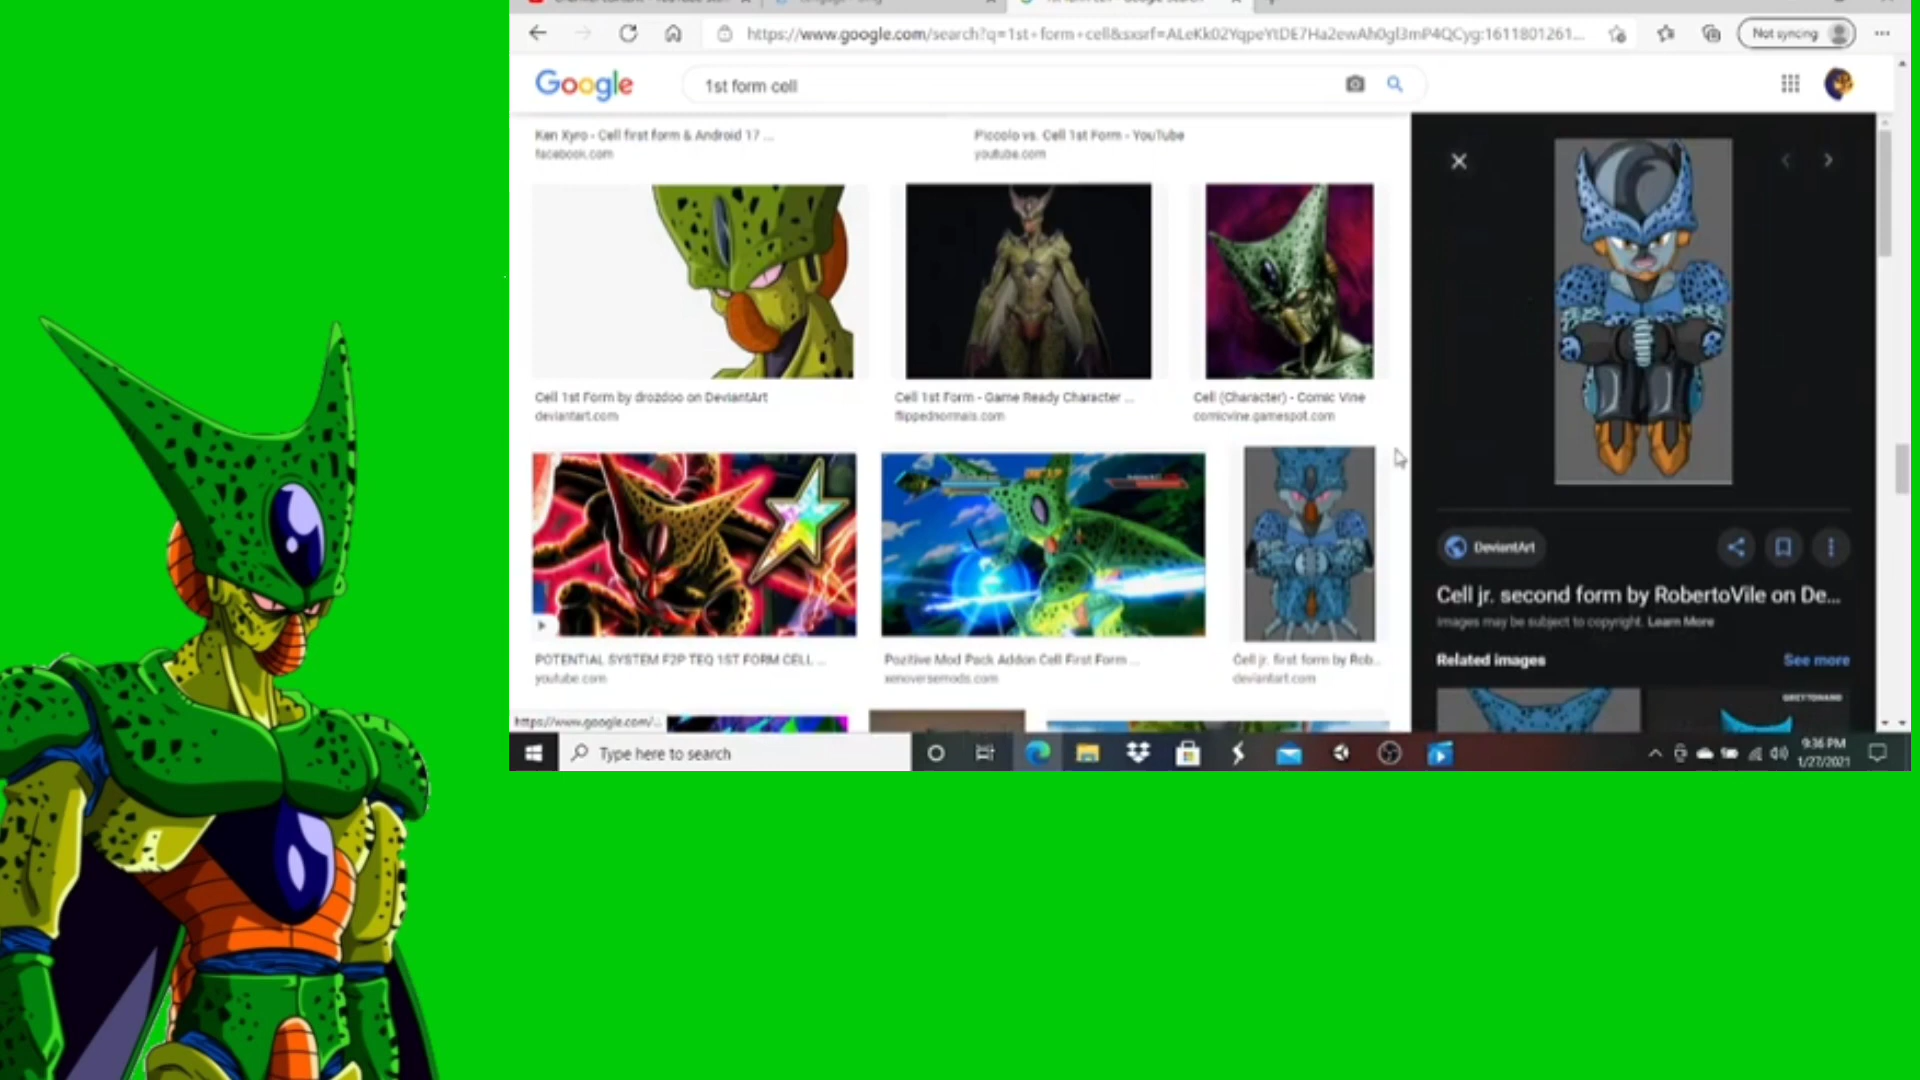 https://www.google.com/search?q=1st+form+cell&sxsrf=ALeKk02YqpeYtDE7Ha2ewAh0gl3mP4QCyg:1611801261...
Not syncing
Google
1st form cell
Ken Xyro - Cell first form & Android 17 ...
facebook.com
Piccolo vs. Cell 1st Form - YouTube
youtube.com
Cell 1st Form by drozdoo on DeviantArt
deviantart.com
Cell 1st Form - Game Ready Character ...
flippednormals.com
Cell (Character) - Comic Vine
comicvine.gamespot.com
POTENTIAL SYSTEM F2P TEQ 1ST FORM CELL ...
youtube.com
Pozitive Mod Pack Addon Cell First Form ...
xenoversemods.com
Cell jr. first form by Rob...
deviantart.com
DeviantArt
Cell jr. second form by RobertoVile on De...
Images may be subject to copyright. Learn More
Related images
See more
GREYTONANO
https://www.google.com/...
Type here to search
9:36 PM
1/27/2021